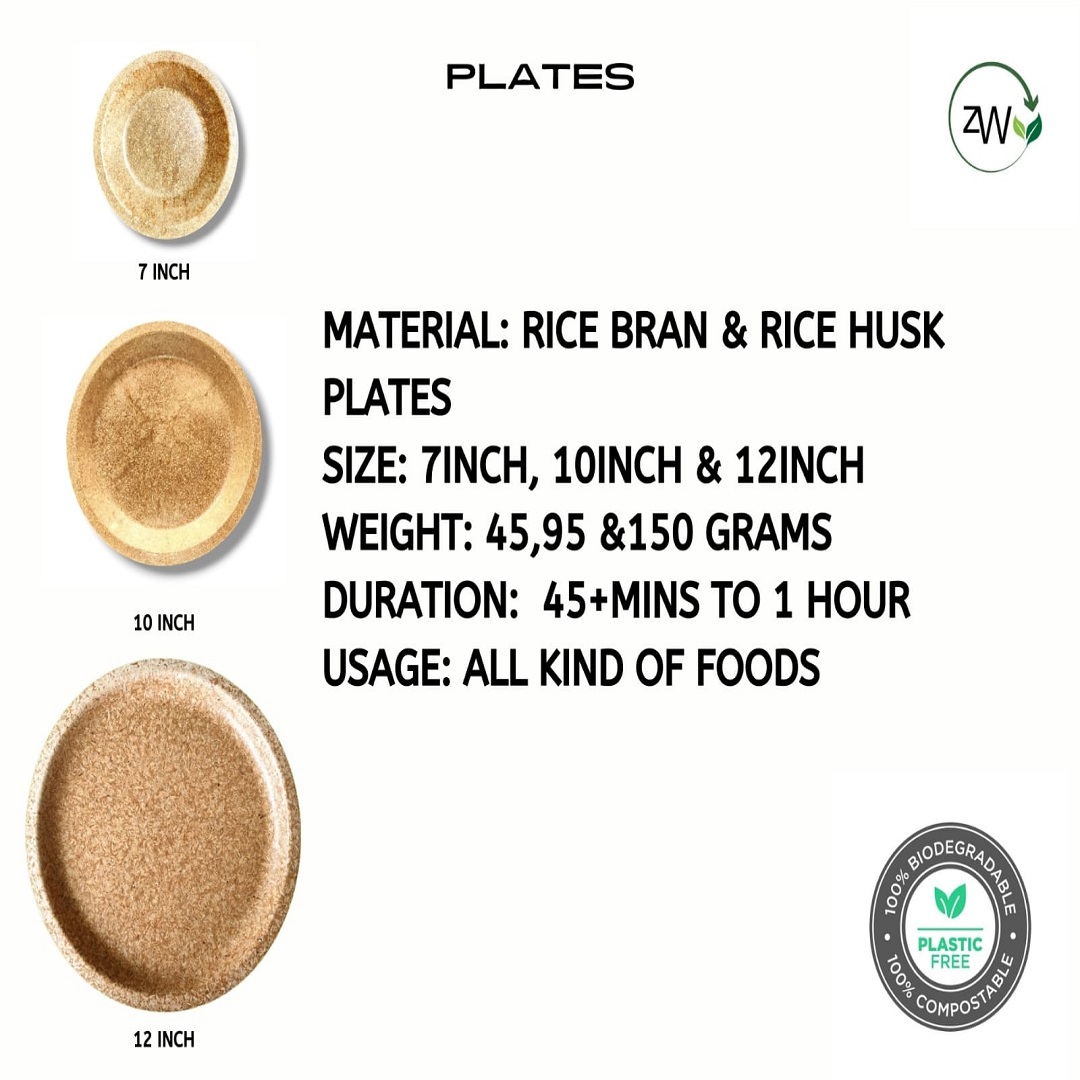 PLATES
ZW
7 INCH
MATERIAL: RICE BRAN & RICE HUSK
PLATES
SIZE: 7INCH, 10INCH & 12INCH
WEIGHT: 45,95 &150 GRAMS
DURATION:  45+MINS TO 1 HOUR
USAGE: ALL KIND OF FOODS
10 INCH
12 INCH
100% BIODEGRADABLE
PLASTIC
FREE
100% COMPOSTABLE